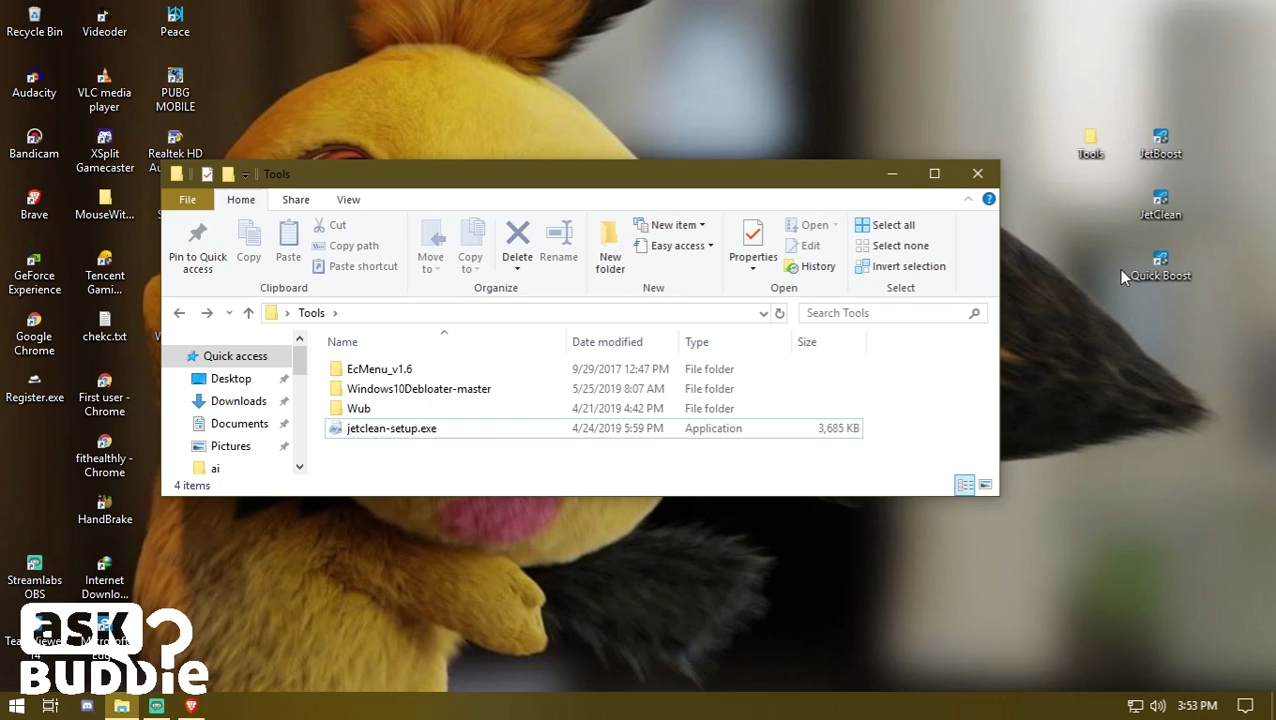 Recycle Bin
Videoder
Peace
Audacity
VLC media
player
PUBG
MOBILE
Bandicam
XSplit
Gamecaster
Realtek HD
Brave
MouseWit...
GeForce
Experience
Tencent
Gami...
Google
Chrome
chekc.txt
Register.exe
First user -
Chrome
fithealthly -
Chrome
HandBrake
Streamlabs
OBS
Internet
Downlo...
ask
BUDDIE
Tools
JetBoost
JetClean
Quick Boost
Tools
File
Home
Share
View
Pin to Quick
access
Copy
Paste
Cut
Copy path
Paste shortcut
Clipboard
Move
to
Copy
to
Delete
Rename
Organize
New
folder
New item
Easy access
New
Properties
Open
Edit
History
Open
Select all
Select none
Invert selection
Select
Tools
Search Tools
Quick access
Desktop
Downloads
Documents
Pictures
ai
Name Date modified Type Size
EcMenu_v1.6 9/29/2017 12:47 PM File folder
Windows10Debloater-master 5/25/2019 8:07 AM File folder
Wub 4/21/2019 4:42 PM File folder
jetclean-setup.exe 4/24/2019 5:59 PM Application 3,685 KB
4 items
3:53 PM